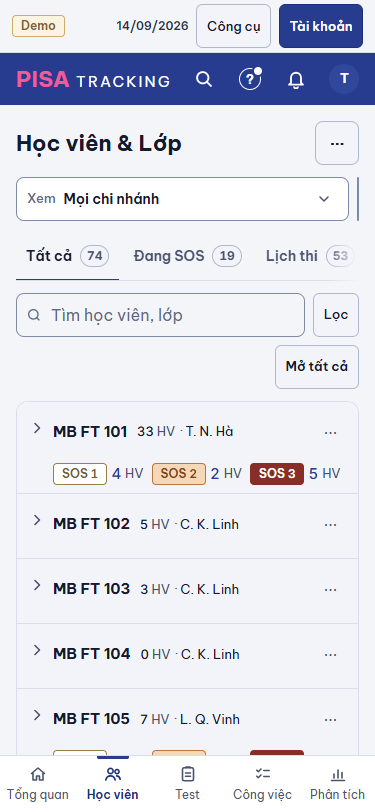 Demo 14/09/2026 Công cụ Tài khoản
PISA TRACKING ? T
Học viên & Lớp ...
Xem Mọi chi nhánh
Tất cả 74 Đang SOS 19 Lịch thi 53
Tìm học viên, lớp Lọc
Mở tất cả
MB FT 101 33 HV · T. N. Hà ...
SOS 1 4 HV SOS 2 2 HV SOS 3 5 HV
MB FT 102 5 HV · C. K. Linh ...
MB FT 103 3 HV · C. K. Linh ...
MB FT 104 0 HV · C. K. Linh ...
MB FT 105 7 HV · L. Q. Vinh ...
Tổng quan Học viên Test Công việc Phân tích